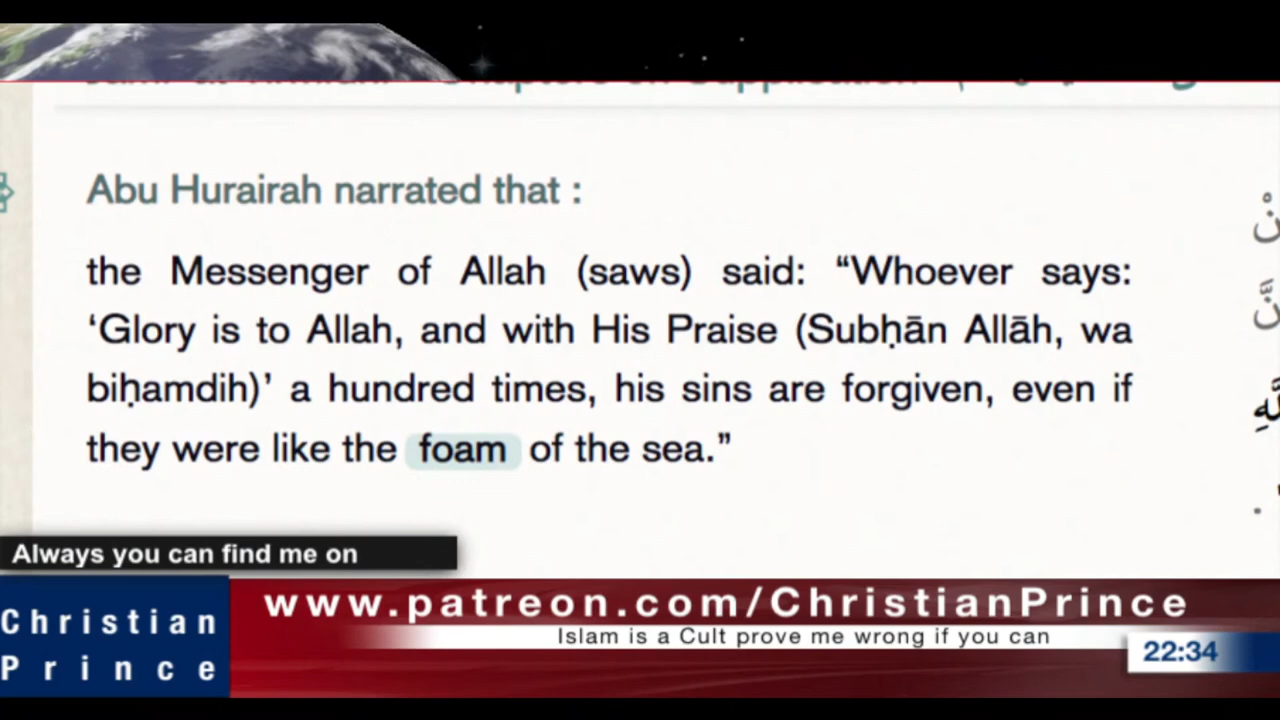 Abu Hurairah narrated that :
the Messenger of Allah (saws) said: “Whoever says:
‘Glory is to Allah, and with His Praise (Subḥān Allāh, wa
biḥamdih)’ a hundred times, his sins are forgiven, even if
they were like the foam of the sea.”
Always you can find me on
Christian
Prince
www.patreon.com/ChristianPrince
Islam is a Cult prove me wrong if you can
22:34